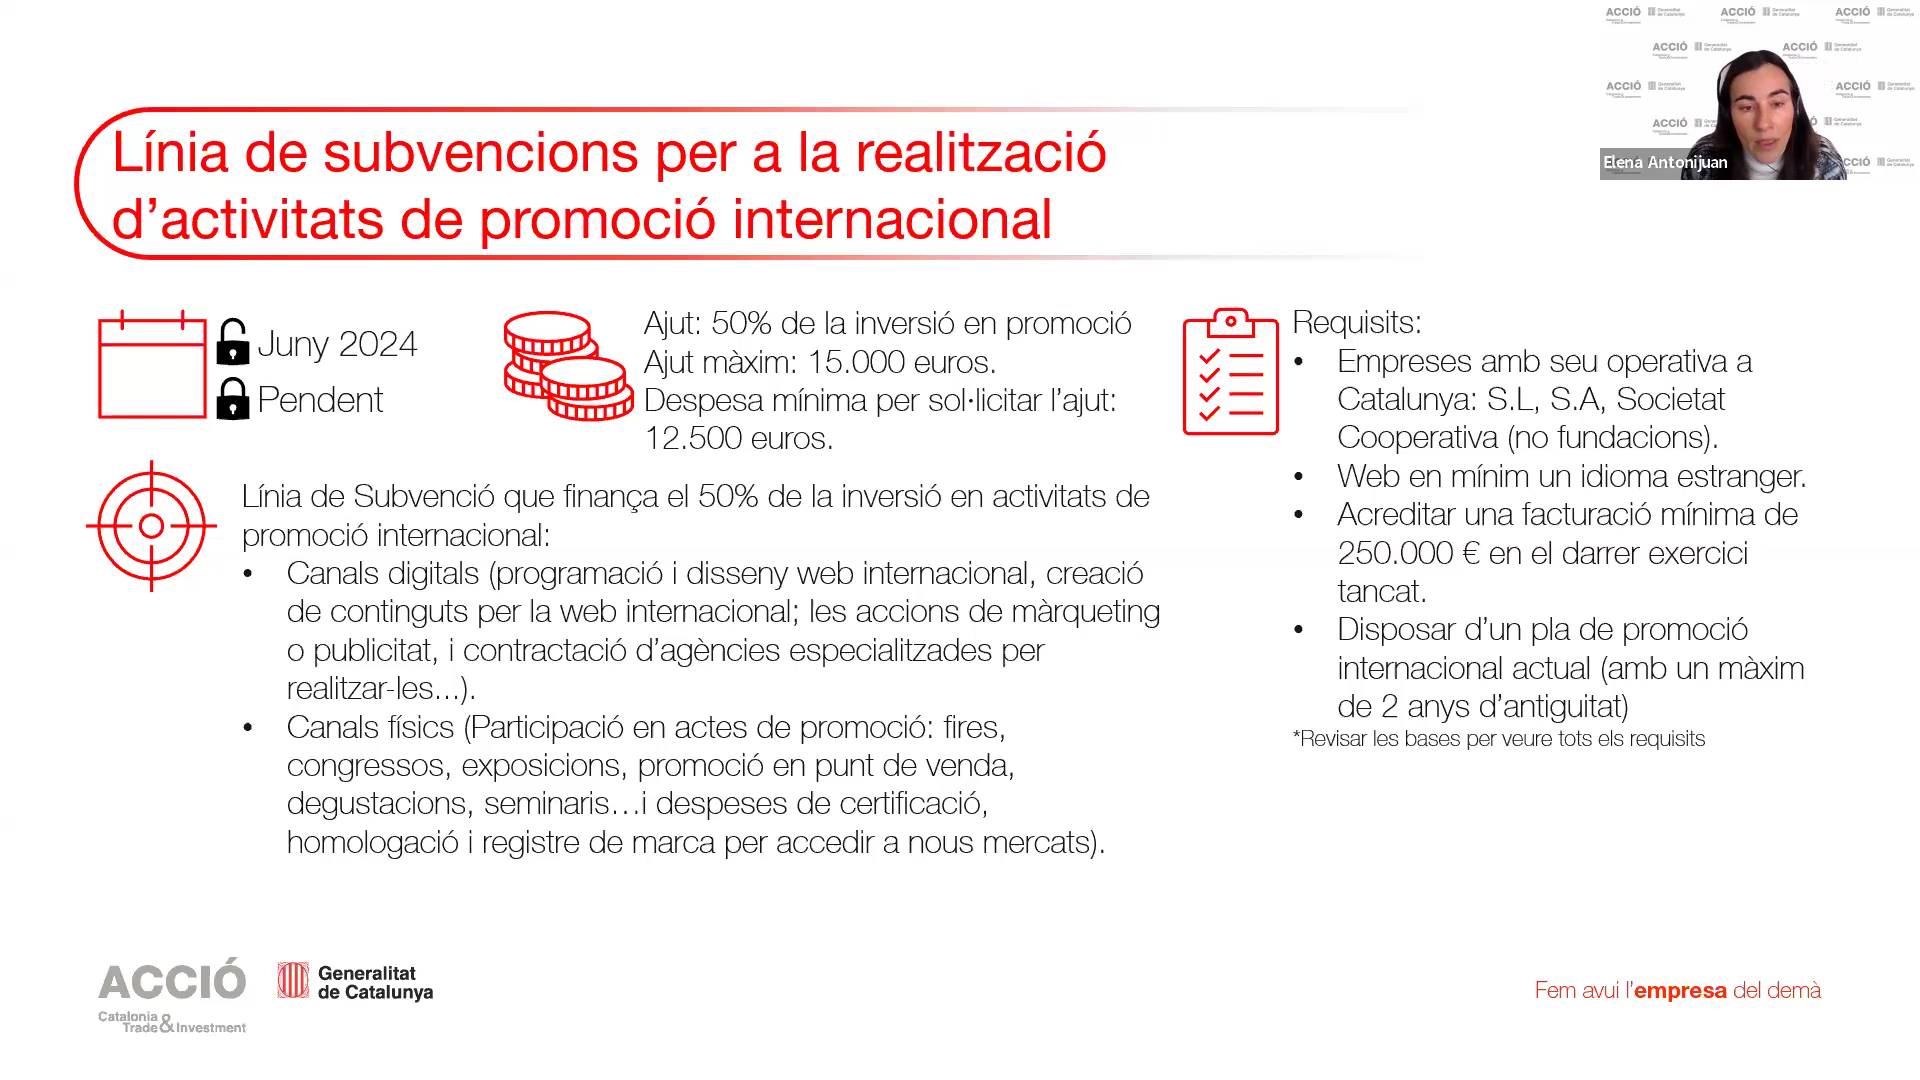 ACCIÓ Generalitat de Catalunya
Elena Antonijuan
Línia de subvencions per a la realització
d’activitats de promoció internacional
Juny 2024
Pendent
Ajut: 50% de la inversió en promoció
Ajut màxim: 15.000 euros.
Despesa mínima per sol·licitar l’ajut:
12.500 euros.
Línia de Subvenció que finança el 50% de la inversió en activitats de
promoció internacional:
• Canals digitals (programació i disseny web internacional, creació
de continguts per la web internacional; les accions de màrqueting
o publicitat, i contractació d’agències especialitzades per
realitzar-les...).
• Canals físics (Participació en actes de promoció: fires,
congressos, exposicions, promoció en punt de venda,
degustacions, seminaris...i despeses de certificació,
homologació i registre de marca per accedir a nous mercats).
Requisits:
• Empreses amb seu operativa a
Catalunya: S.L, S.A, Societat
Cooperativa (no fundacions).
• Web en mínim un idioma estranger.
• Acreditar una facturació mínima de
250.000 € en el darrer exercici
tancat.
• Disposar d’un pla de promoció
internacional actual (amb un màxim
de 2 anys d’antiguitat)
*Revisar les bases per veure tots els requisits
ACCIÓ
Catalonia
Trade & Investment
Generalitat
de Catalunya
Fem avui l’empresa del demà